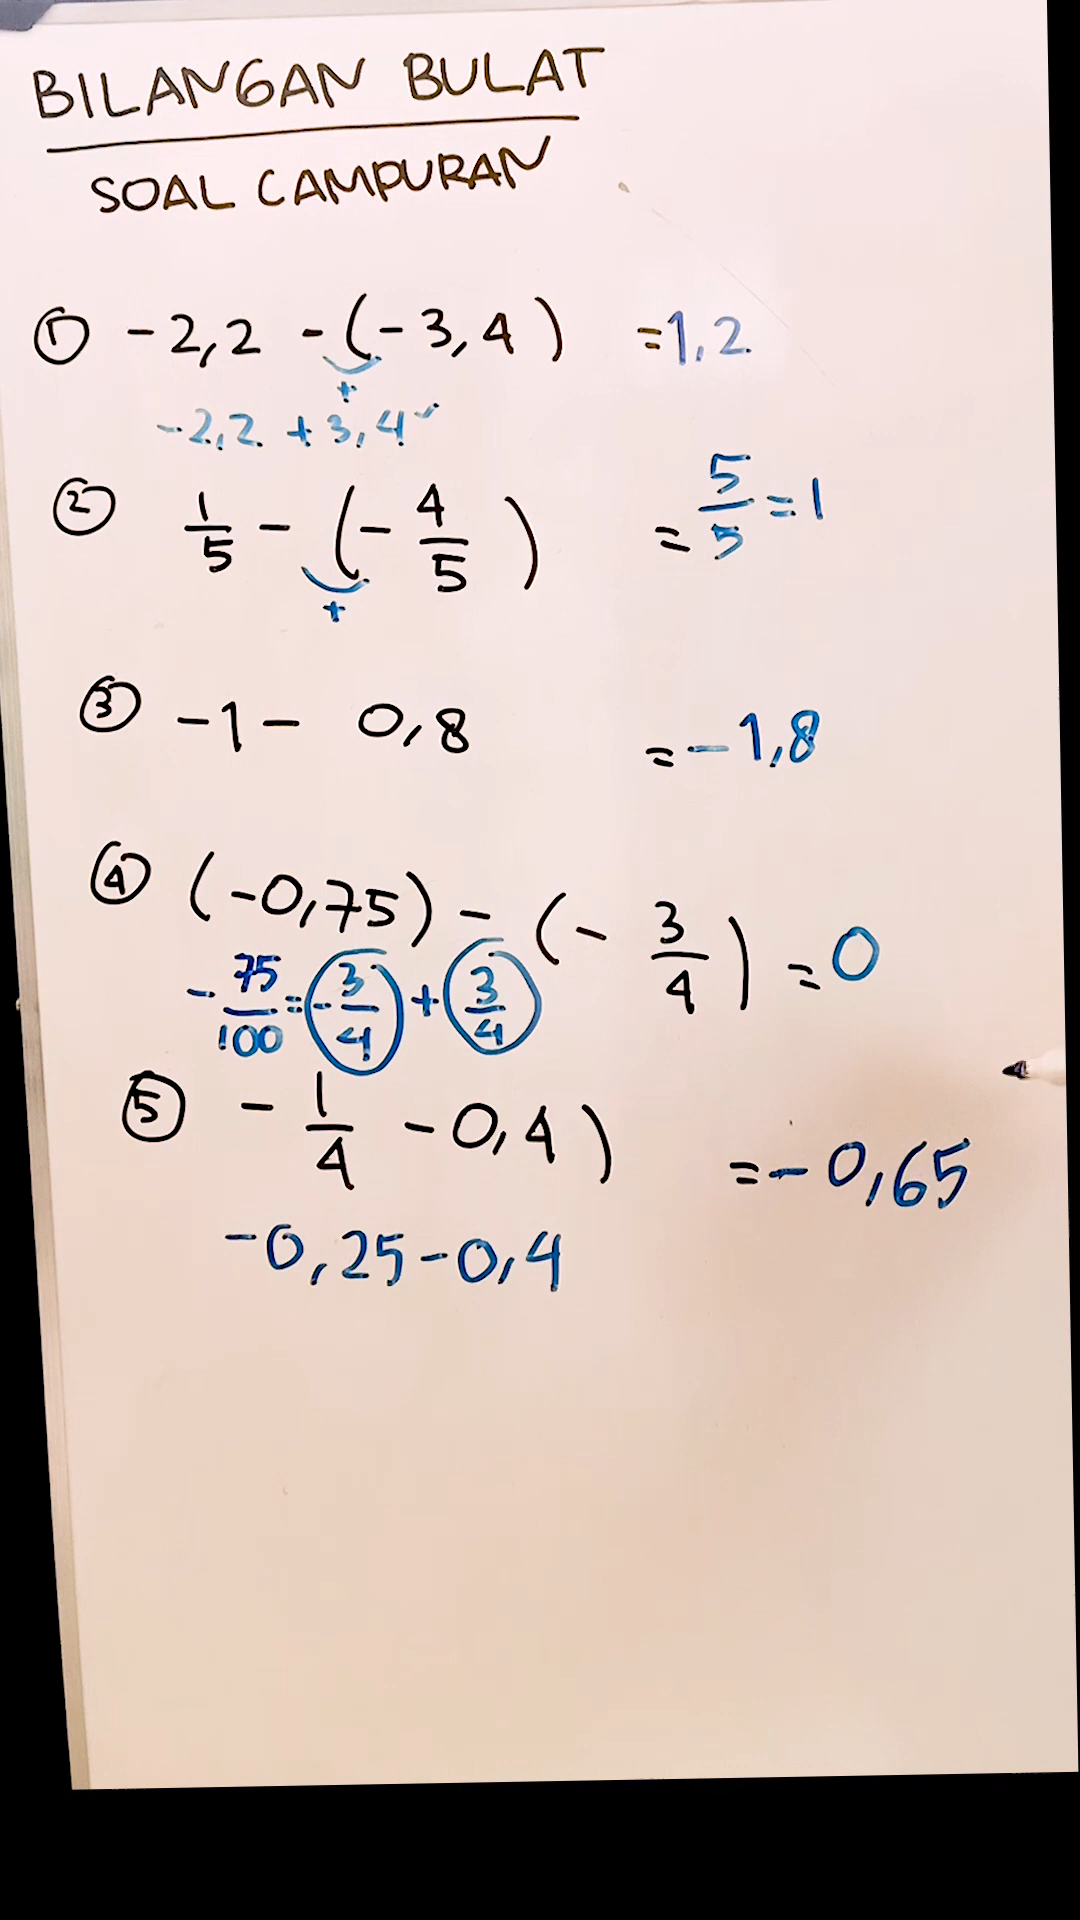 BILANGAN BULAT
SOAL CAMPURAN
① -2,2 - (-3,4) = 1,2
+
-2,2 + 3,4
② 1/5 - (-4/5) = 5/5 = 1
+
③ -1 - 0,8 = -1,8
④ (-0,75) - (-3/4) = 0
-75/100 = -3/4 + 3/4
⑤ -1/4 - 0,4) = -0,65
-0,25 - 0,4